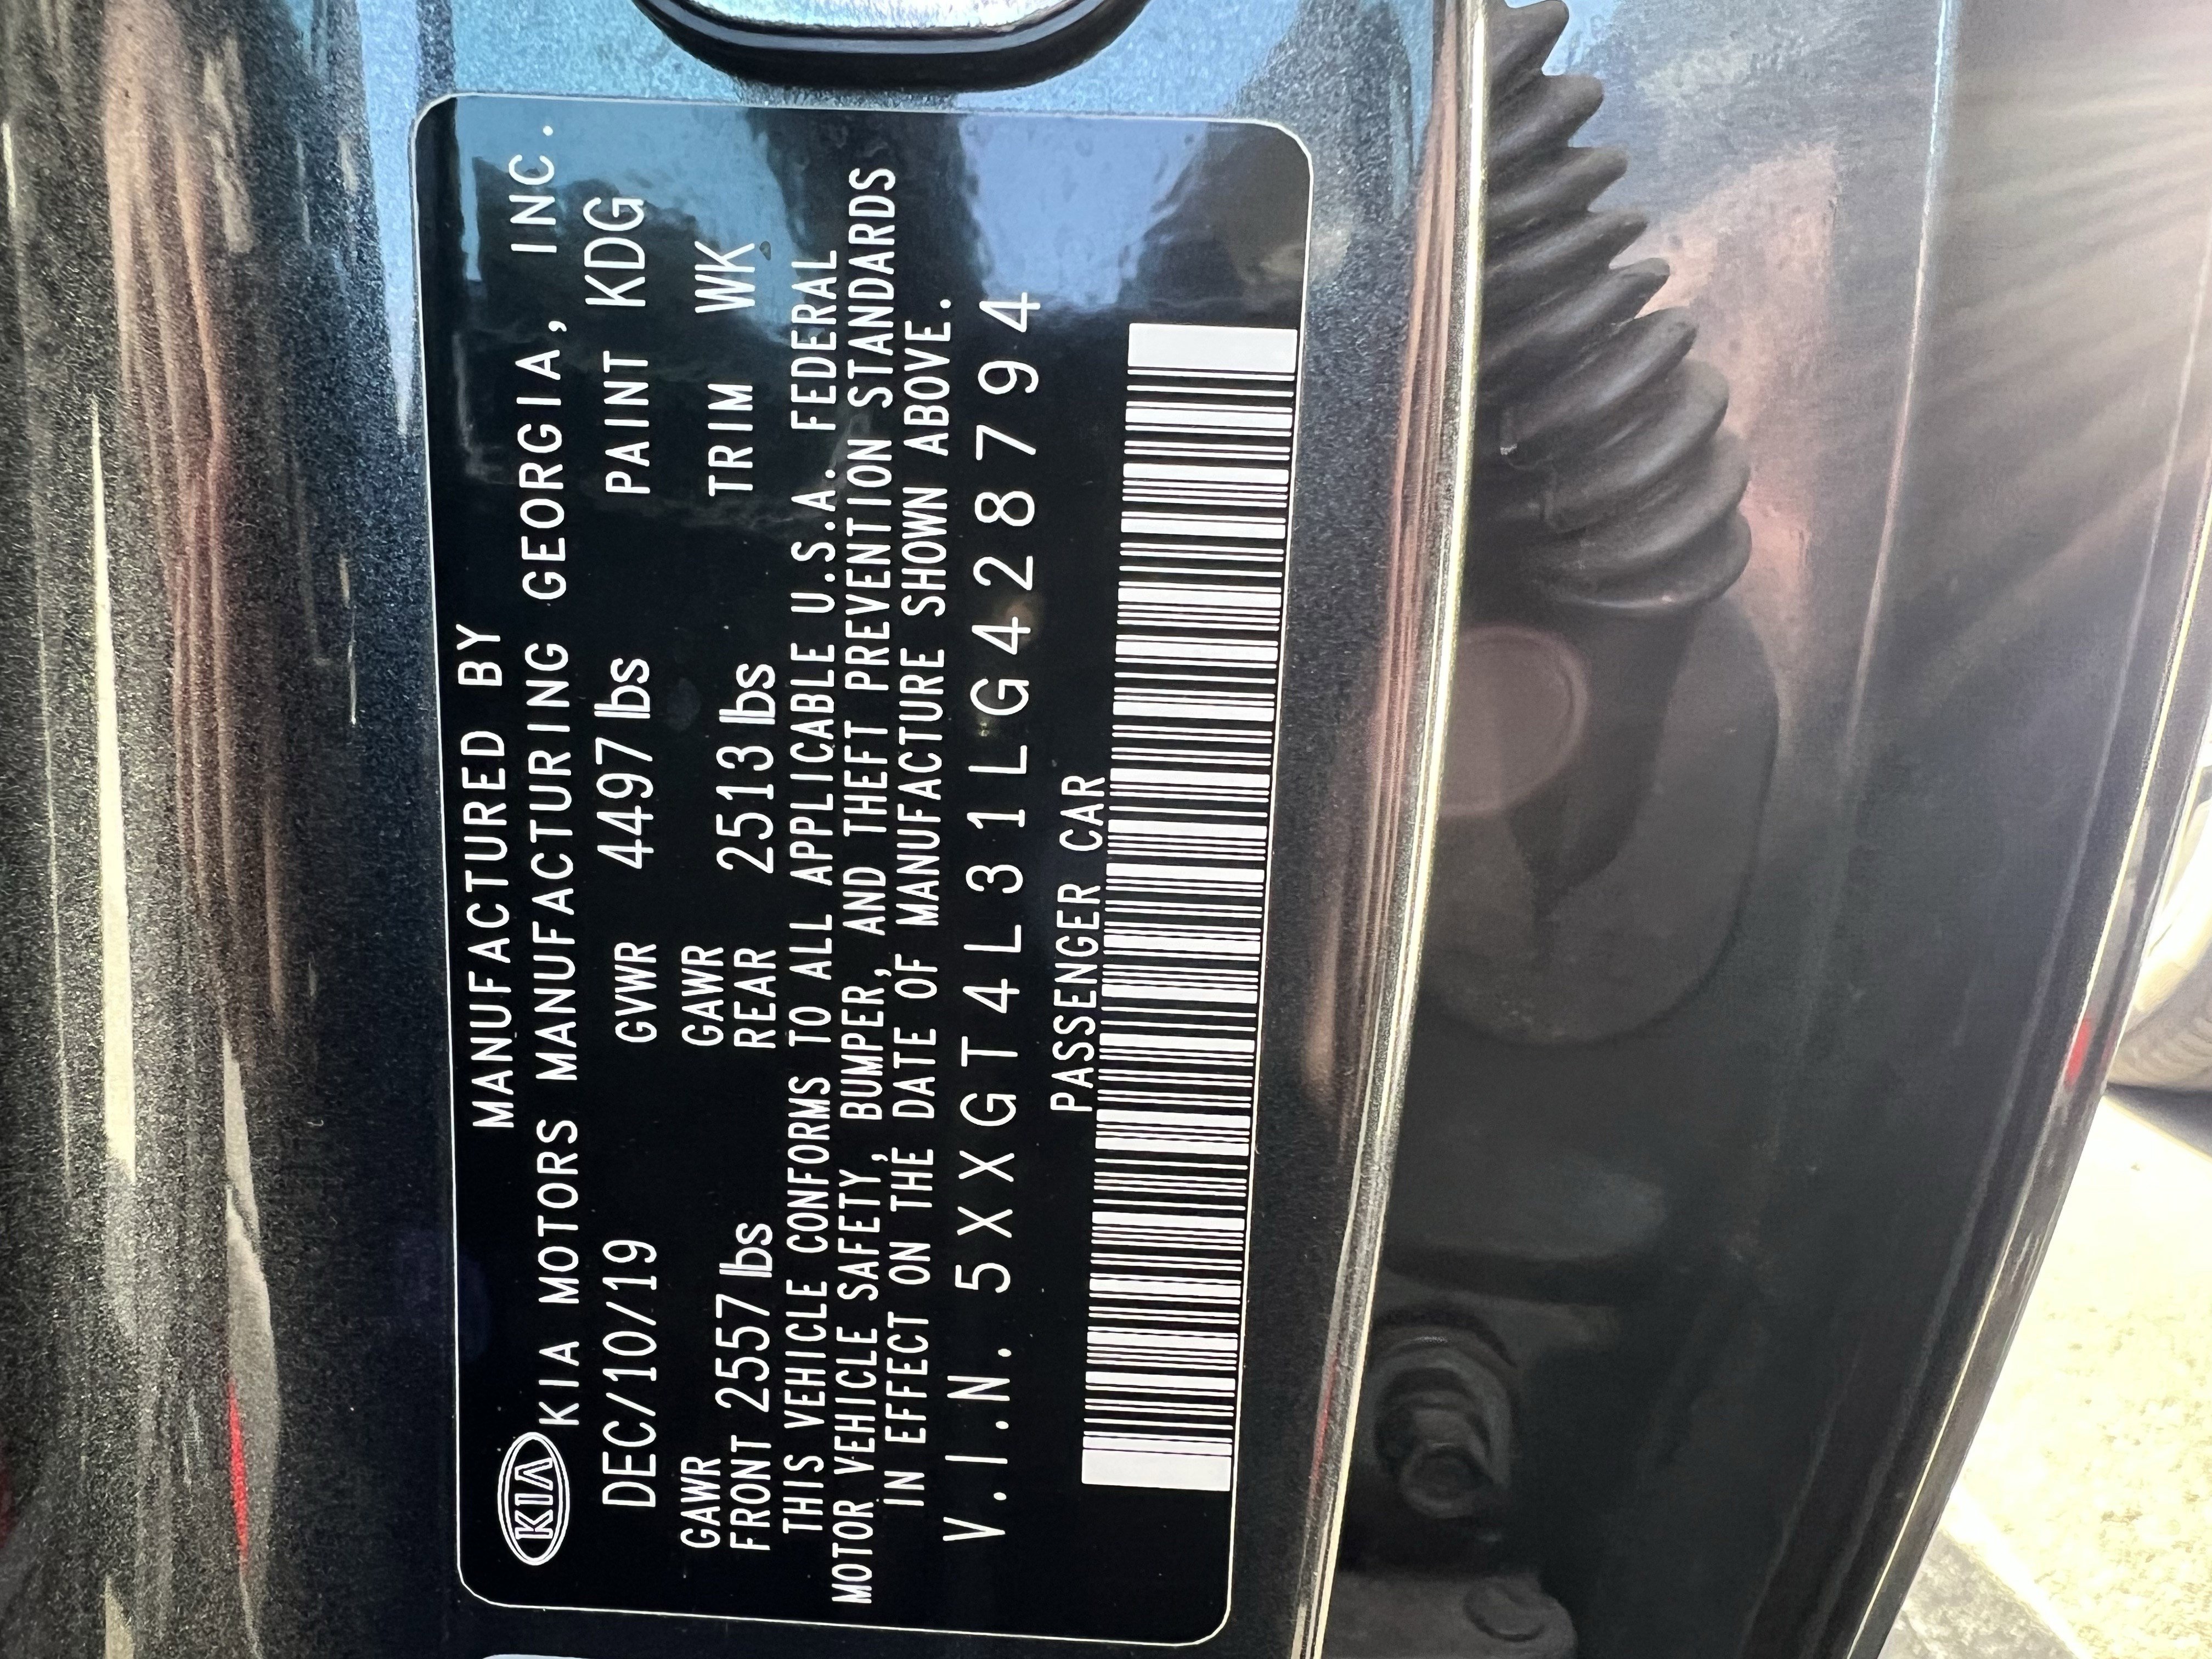 MANUFACTURED BY
KIA KIA MOTORS MANUFACTURING GEORGIA, INC.
DEC/10/19 GVWR 4497 lbs PAINT KDG
GAWR FRONT 2557 lbs GAWR REAR 2513 lbs TRIM WK
THIS VEHICLE CONFORMS TO ALL APPLICABLE U.S.A. FEDERAL
MOTOR VEHICLE SAFETY, BUMPER, AND THEFT PREVENTION STANDARDS
IN EFFECT ON THE DATE OF MANUFACTURE SHOWN ABOVE.
V.I.N. 5XXGT4L31LG428794
PASSENGER CAR